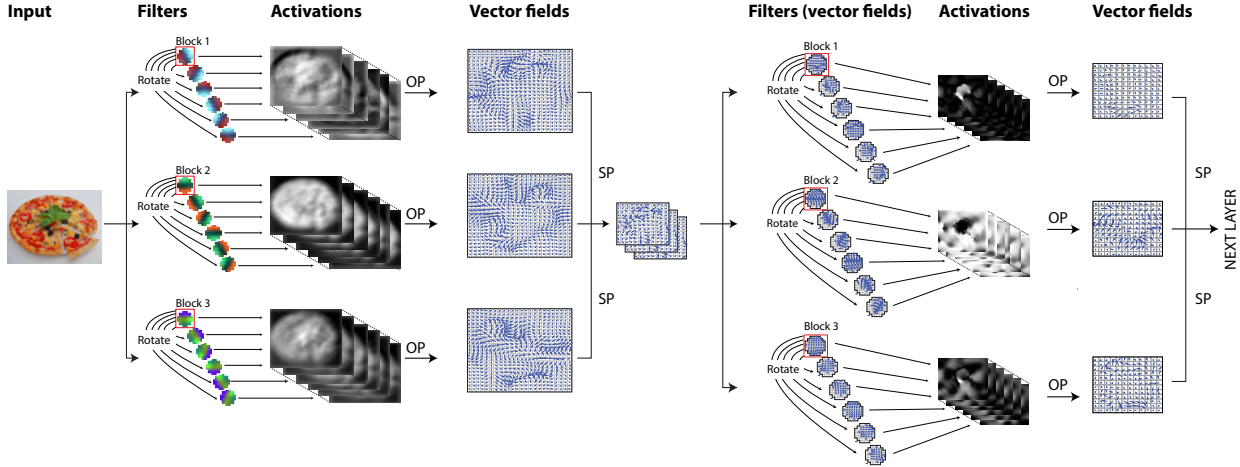 Input
Filters
Activations
Vector fields
Filters (vector fields)
Activations
Vector fields
Block 1
Rotate
OP
Block 2
Rotate
OP
Block 3
Rotate
OP
SP
SP
Block 1
Rotate
OP
Block 2
Rotate
OP
Block 3
Rotate
OP
SP
SP
NEXT LAYER